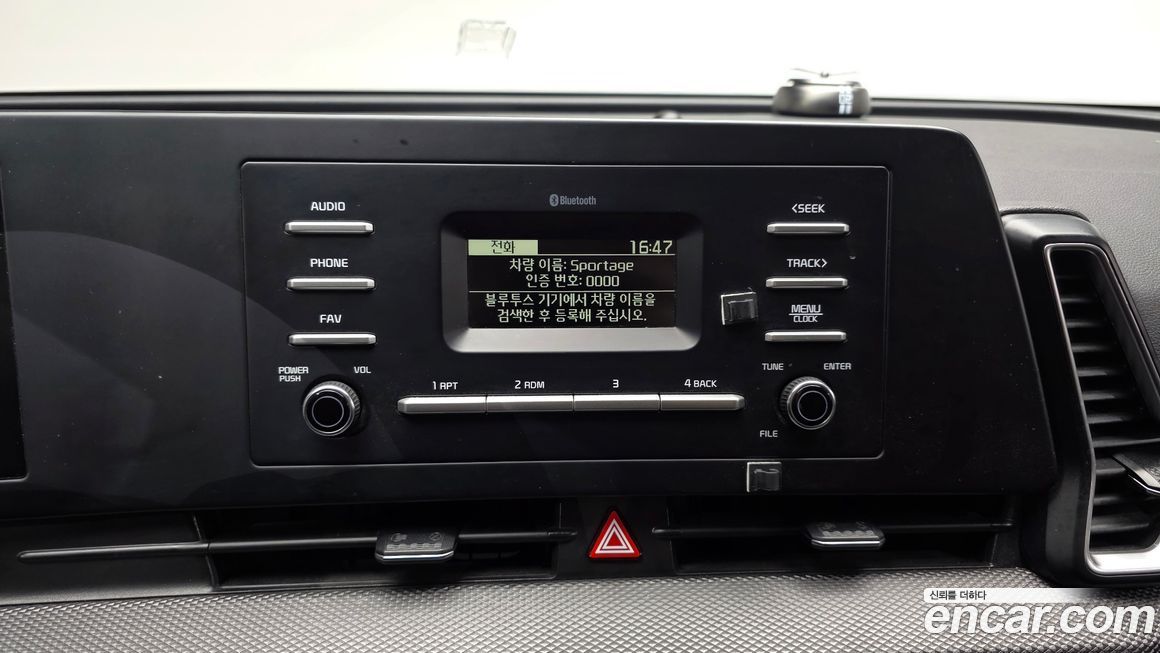 Bluetooth
AUDIO
PHONE
FAV
POWER
PUSH
VOL
전화 16:47
차량 이름: Sportage
인증 번호: 0000
블루투스 기기에서 차량 이름을
검색한 후 등록해 주십시오.
<SEEK
TRACK>
MENU
CLOCK
TUNE
ENTER
FILE
1 RPT
2 RDM
3
4 BACK
신뢰를 더하다
encar.com